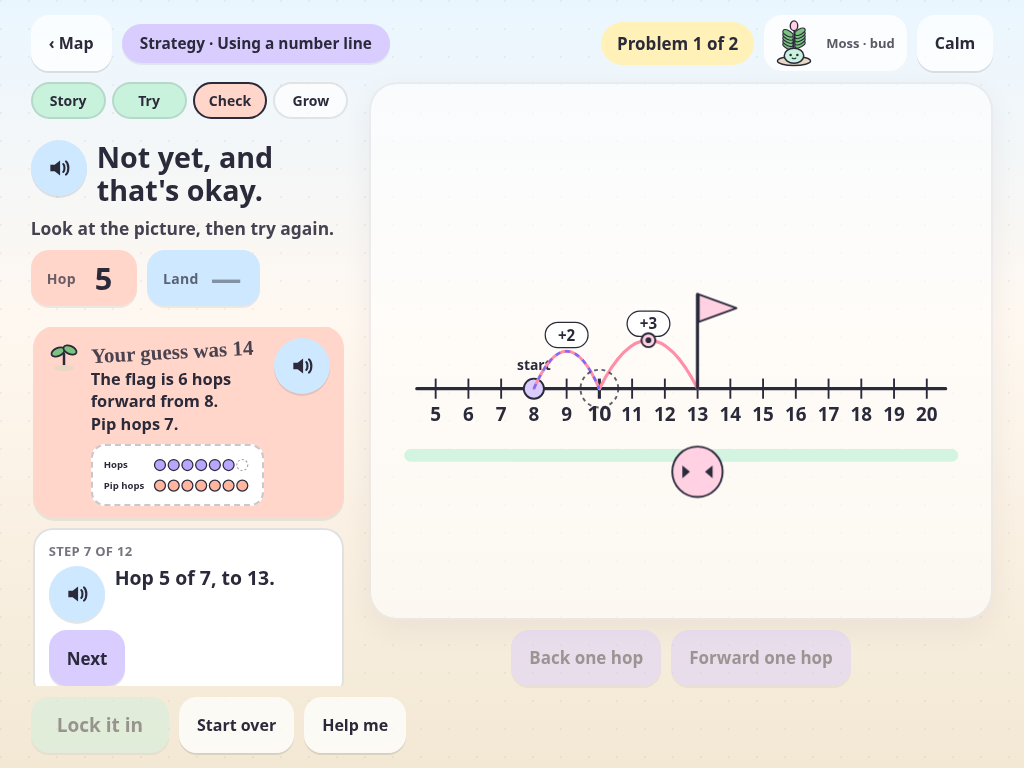 ‹ Map
Strategy · Using a number line
Problem 1 of 2
Moss · bud
Calm
Story
Try
Check
Grow
Not yet, and
that's okay.
Look at the picture, then try again.
Hop 5
Land —
Your guess was 14
The flag is 6 hops
forward from 8.
Pip hops 7.
Hops
Pip hops
STEP 7 OF 12
Hop 5 of 7, to 13.
Next
+2
+3
start
5 6 7 8 9 10 11 12 13 14 15 16 17 18 19 20
Back one hop
Forward one hop
Lock it in
Start over
Help me